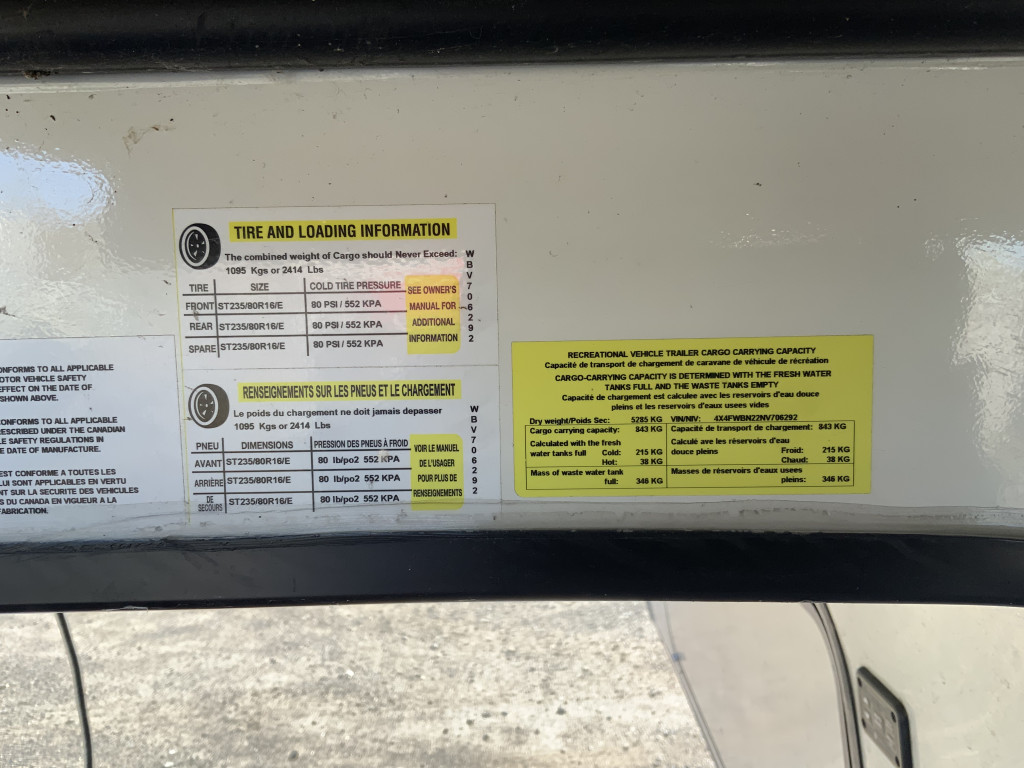 TIRE AND LOADING INFORMATION
The combined weight of Cargo should Never Exceed:
1095 Kgs or 2414 Lbs
TIRE SIZE COLD TIRE PRESSURE
FRONT ST235/80R16/E 80 PSI / 552 KPA
REAR ST235/80R16/E 80 PSI / 552 KPA
SPARE ST235/80R16/E 80 PSI / 552 KPA
SEE OWNER'S
MANUAL FOR
ADDITIONAL
INFORMATION
WBV706292
RENSEIGNEMENTS SUR LES PNEUS ET LE CHARGEMENT
Le poids du chargement ne doit jamais depasser
1095 Kgs or 2414 Lbs
PNEU DIMENSIONS PRESSION DES PNEUS À FROID
AVANT ST235/80R16/E 80 lb/po2 552 KPA
ARRIÈRE ST235/80R16/E 80 lb/po2 552 KPA
DE SECOURS ST235/80R16/E 80 lb/po2 552 KPA
VOIR LE MANUEL
DE L'USAGER
POUR PLUS DE
RENSEIGNEMENTS
WBV706292
ONFORMS TO ALL APPLICABLE
OTOR VEHICLE SAFETY
EFFECT ON THE DATE OF
SHOWN ABOVE.
ONFORMS TO ALL APPLICABLE
ESCRIBED UNDER THE CANADIAN
E SAFETY REGULATIONS IN
E DATE OF MANUFACTURE.
EST CONFORME A TOUTES LES
LUI SONT APPLICABLES EN VERTU
NT SUR LA SECURITE DES VEHICULES
S DU CANADA EN VIGUEUR A LA
FABRICATION.
RECREATIONAL VEHICLE TRAILER CARGO CARRYING CAPACITY
Capacité de transport de chargement de caravane de véhicule de récréation
CARGO-CARRYING CAPACITY IS DETERMINED WITH THE FRESH WATER
TANKS FULL AND THE WASTE TANKS EMPTY
Capacité de chargement est calculee avec les reservoirs d'eau douce
pleins et les reservoirs d'eaux usees vides
Dry weight/Poids Sec: 5285 KG VIN/NIV: 4X4FWBN22NV706292
Cargo carrying capacity: 843 KG Capacité de transport de chargement: 843 KG
Calculated with the fresh Calculé ave les réservoirs d'eau
water tanks full Cold: 215 KG douce pleins Froid: 215 KG
Hot: 38 KG Chaud: 38 KG
Mass of waste water tank Masses de réservoirs d'eaux usees
full: 346 KG pleins: 346 KG